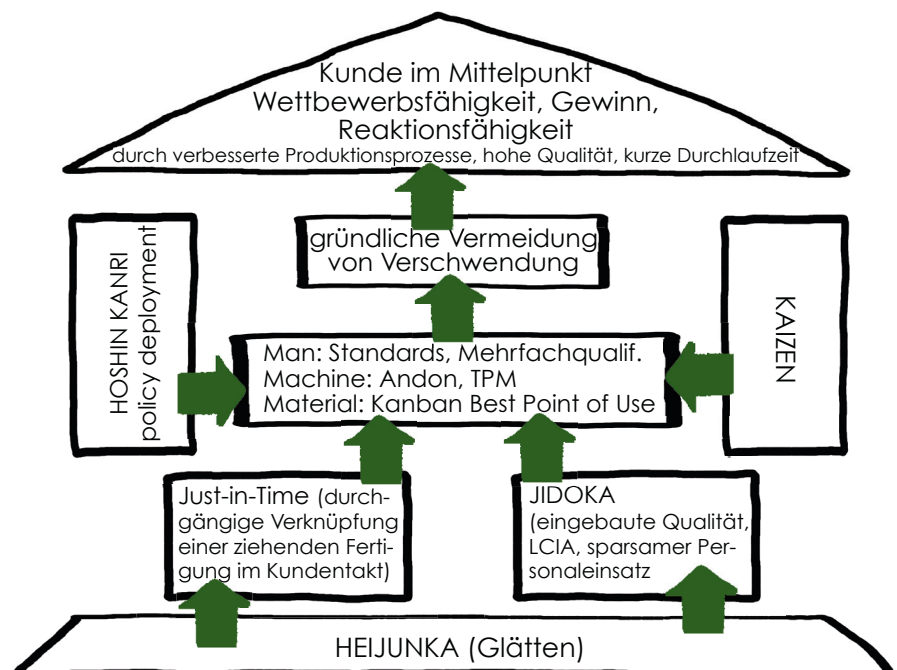 Kunde im Mittelpunkt
Wettbewerbsfähigkeit, Gewinn,
Reaktionsfähigkeit
durch verbesserte Produktionsprozesse, hohe Qualität, kurze Durchlaufzeit
gründliche Vermeidung
von Verschwendung
HOSHIN KANRI
policy deployment
KAIZEN
Man: Standards, Mehrfachqualif.
Machine: Andon, TPM
Material: Kanban Best Point of Use
Just-in-Time (durch-
gängige Verknüpfung
einer ziehenden Ferti-
gung im Kundentakt)
JIDOKA
(eingebaute Qualität,
LCIA, sparsamer Per-
sonaleinsatz
HEIJUNKA (Glätten)